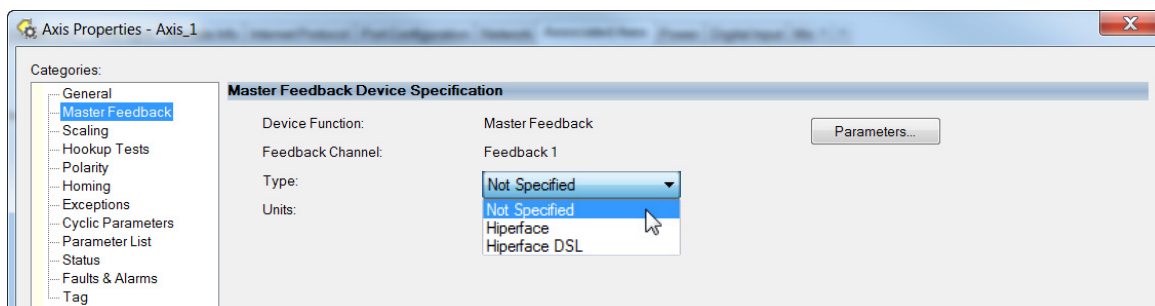 Axis Properties - Axis_1
Categories:
General
Master Feedback
Scaling
Hookup Tests
Polarity
Homing
Exceptions
Cyclic Parameters
Parameter List
Status
Faults & Alarms
Tag
Master Feedback Device Specification
Device Function: Master Feedback
Parameters...
Feedback Channel: Feedback 1
Type: Not Specified
Units:
Not Specified
Hiperface
Hiperface DSL